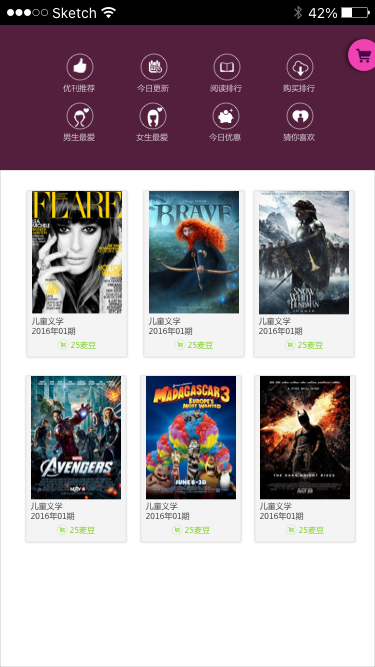 Sketch
42%
优刊推荐
今日更新
阅读排行
购买排行
男生最爱
女生最爱
今日优惠
猜你喜欢
FLARE
LEA
MICHELE
BRAVE
SNOW
WHITE
HUNTSMAN
儿童文学
2016年01期
25麦豆
儿童文学
2016年01期
25麦豆
儿童文学
2016年01期
25麦豆
AVENGERS
MADAGASCAR 3
EUROPE'S
MOST WANTED
JUNE 8 · 3D
THE DARK KNIGHT RISES
儿童文学
2016年01期
25麦豆
儿童文学
2016年01期
25麦豆
儿童文学
2016年01期
25麦豆